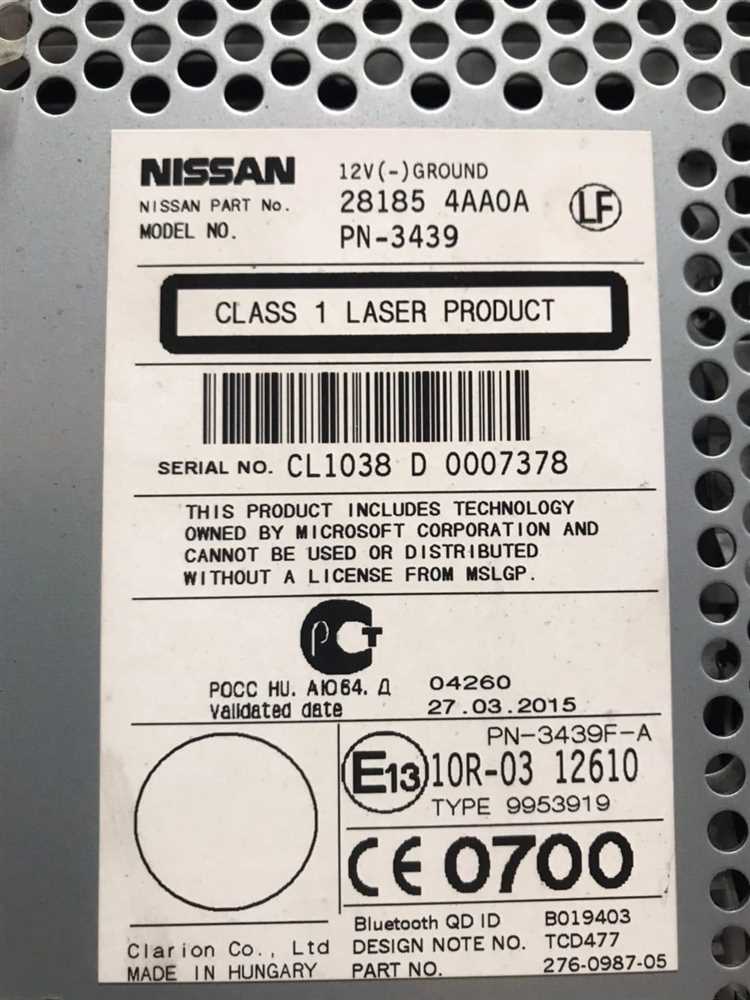 NISSAN 12V(-)GROUND
NISSAN PART No. 28185 4AA0A LF
MODEL NO. PN-3439
CLASS 1 LASER PRODUCT
SERIAL NO. CL1038 D 0007378
THIS PRODUCT INCLUDES TECHNOLOGY
OWNED BY MICROSOFT CORPORATION AND
CANNOT BE USED OR DISTRIBUTED
WITHOUT A LICENSE FROM MSLGP.
РСТ
РОСС HU. АЮ64. Д 04260
Validated date 27.03.2015
PN-3439F-A
E13 10R-03 12610
TYPE 9953919
CE 0700
Bluetooth QD ID B019403
Clarion Co., Ltd DESIGN NOTE NO. TCD477
MADE IN HUNGARY PART NO. 276-0987-05